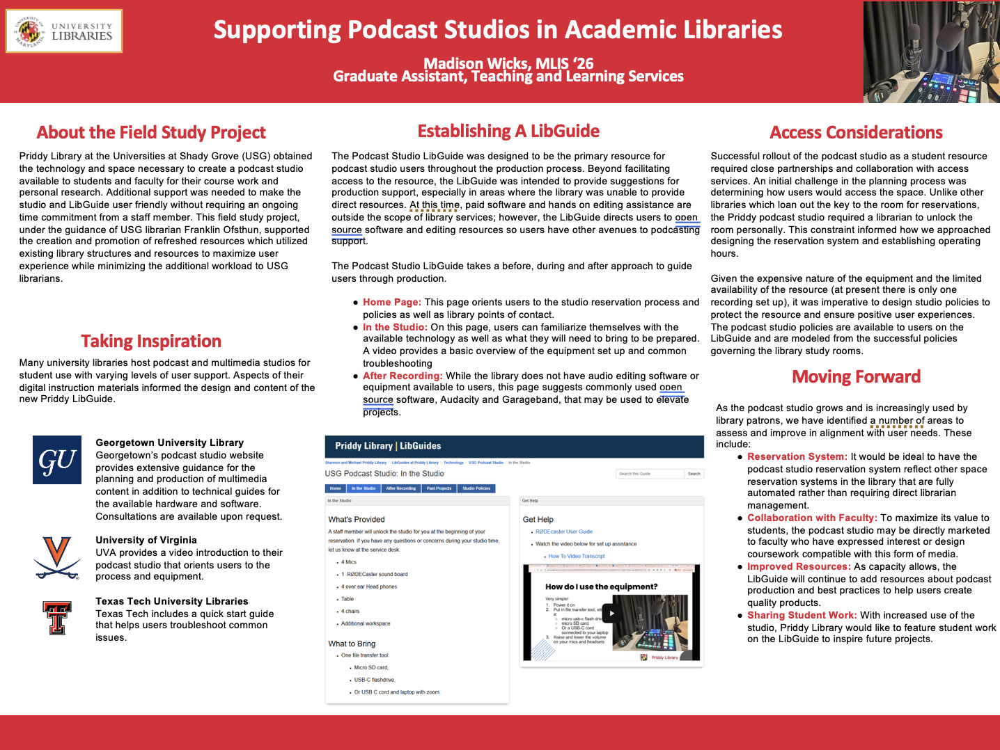 UNIVERSITY
LIBRARIES
UNIVERSITY OF
MARYLAND
18 56
Supporting Podcast Studios in Academic Libraries
Madison Wicks, MLIS ‘26
Graduate Assistant, Teaching and Learning Services
About the Field Study Project
Priddy Library at the Universities at Shady Grove (USG) obtained
the technology and space necessary to create a podcast studio
available to students and faculty for their course work and
personal research. Additional support was needed to make the
studio and LibGuide user friendly without requiring an ongoing
time commitment from a staff member. This field study project,
under the guidance of USG librarian Franklin Ofsthun, supported
the creation and promotion of refreshed resources which utilized
existing library structures and resources to maximize user
experience while minimizing the additional workload to USG
librarians.
Taking Inspiration
Many university libraries host podcast and multimedia studios for
student use with varying levels of user support. Aspects of their
digital instruction materials informed the design and content of the
new Priddy LibGuide.
GU
Georgetown University Library
Georgetown’s podcast studio website
provides extensive guidance for the
planning and production of multimedia
content in addition to technical guides for
the available hardware and software.
Consultations are available upon request.
V
®
University of Virginia
UVA provides a video introduction to their
podcast studio that orients users to the
process and equipment.
T
Texas Tech University Libraries
Texas Tech includes a quick start guide
that helps users troubleshoot common
issues.
Establishing A LibGuide
The Podcast Studio LibGuide was designed to be the primary resource for
podcast studio users throughout the production process. Beyond facilitating
access to the resource, the LibGuide was intended to provide suggestions for
production support, especially in areas where the library was unable to provide
direct resources. At this time, paid software and hands on editing assistance are
outside the scope of library services; however, the LibGuide directs users to open
source software and editing resources so users have other avenues to podcasting
support.
The Podcast Studio LibGuide takes a before, during and after approach to guide
users through production.
● Home Page: This page orients users to the studio reservation process and
policies as well as library points of contact.
● In the Studio: On this page, users can familiarize themselves with the
available technology as well as what they will need to bring to be prepared.
A video provides a basic overview of the equipment set up and common
troubleshooting
● After Recording: While the library does not have audio editing software or
equipment available to users, this page suggests commonly used open
source software, Audacity and Garageband, that may be used to elevate
projects.
Priddy Library | LibGuides
Shannon and Michael Priddy Library / LibGuides at Priddy Library / Technology / USG Podcast Studio / In the Studio
USG Podcast Studio: In the Studio
Search this Guide Search
Home In the Studio After Recording Past Projects Studio Policies
In the Studio
What's Provided
A staff member will unlock the studio for you at the beginning of your
reservation. If you have any questions or concerns during your studio time,
let us know at the service desk.
• 4 Mics
• 1 RØDECaster sound board
• 4 over ear Head phones
• Table
• 4 chairs
• Additional workspace
What to Bring
• One file transfer tool:
• Micro SD card,
• USB-C flashdrive,
• Or USB C cord and laptop with zoom.
Get Help
Get Help
• RØDEcaster User Guide
• Watch the video below for set up assistance
○ How To Video Transcript
How do I use the equipment?
Very simple!
1. Power it on
2. Put in file transfer tool,
a:
○ micro usb-c flash
○ micro SD card
○ Or a USB-C cord
connected to your laptop
3. Raise and lower the volume
on your mics and headsets
Priddy Library
Access Considerations
Successful rollout of the podcast studio as a student resource
required close partnerships and collaboration with access
services. An initial challenge in the planning process was
determining how users would access the space. Unlike other
libraries which loan out the key to the room for reservations,
the Priddy podcast studio required a librarian to unlock the
room personally. This constraint informed how we approached
designing the reservation system and establishing operating
hours.
Given the expensive nature of the equipment and the limited
availability of the resource (at present there is only one
recording set up), it was imperative to design studio policies to
protect the resource and ensure positive user experiences.
The podcast studio policies are available to users on the
LibGuide and are modeled from the successful policies
governing the library study rooms.
Moving Forward
As the podcast studio grows and is increasingly used by
library patrons, we have identified a number of areas to
assess and improve in alignment with user needs. These
include:
● Reservation System: It would be ideal to have the
podcast studio reservation system reflect other space
reservation systems in the library that are fully
automated rather than requiring direct librarian
management.
● Collaboration with Faculty: To maximize its value to
students, the podcast studio may be directly marketed
to faculty who have expressed interest or design
coursework compatible with this form of media.
● Improved Resources: As capacity allows, the
LibGuide will continue to add resources about podcast
production and best practices to help users create
quality products.
● Sharing Student Work: With increased use of the
studio, Priddy Library would like to feature student work
on the LibGuide to inspire future projects.